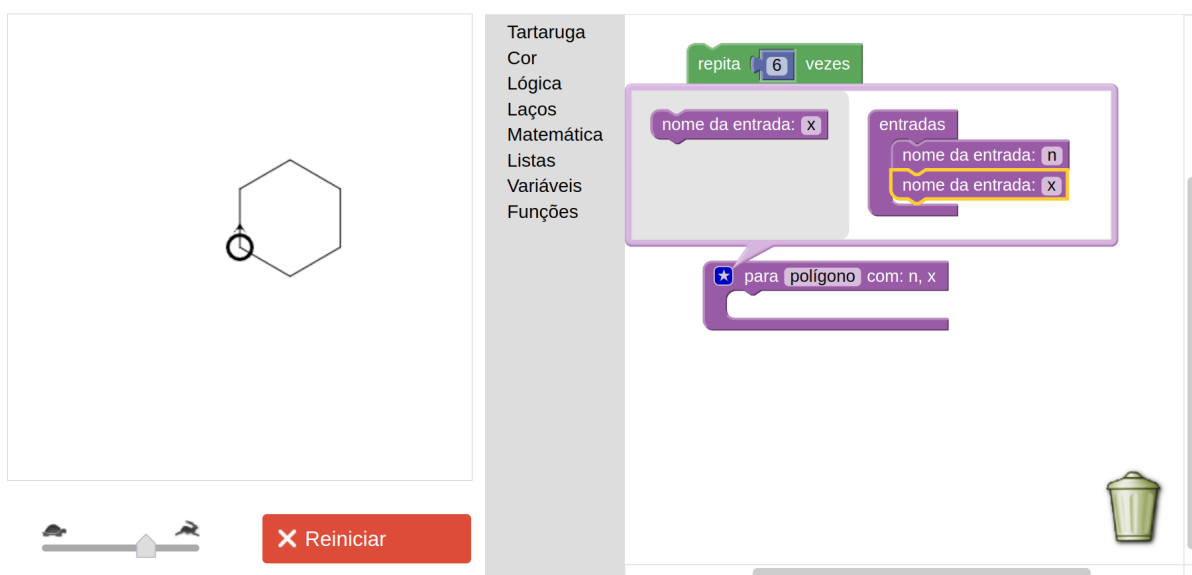 Tartaruga
Cor
Lógica
Laços
Matemática
Listas
Variáveis
Funções
repita 6 vezes
nome da entrada: x
entradas
nome da entrada: n
nome da entrada: x
para polígono com: n, x
Reiniciar